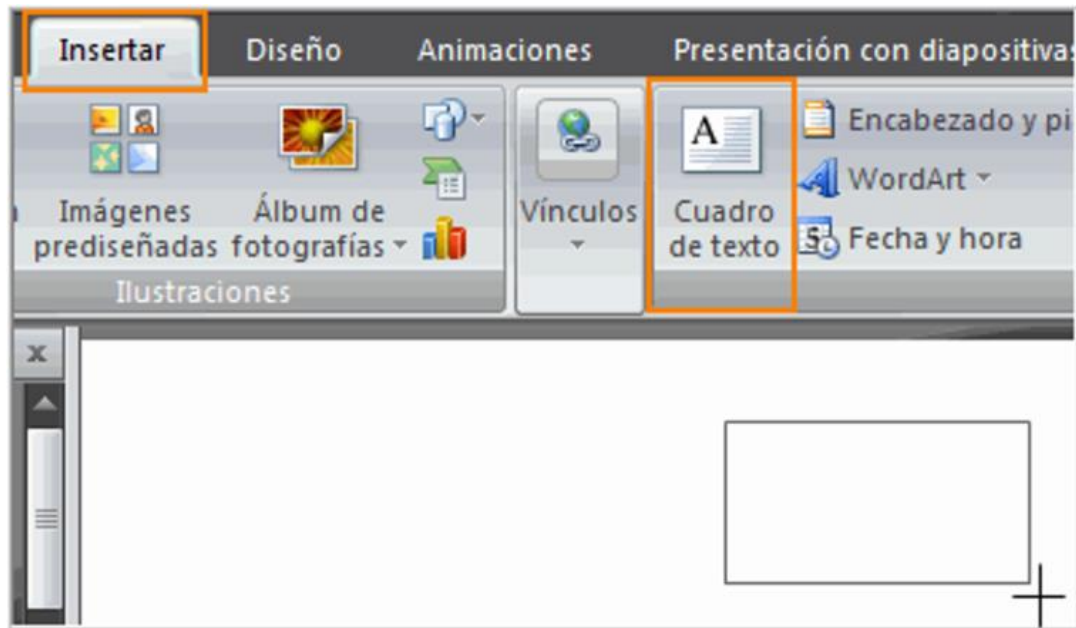 Insertar Diseño Animaciones Presentación con diapositivas
Imágenes prediseñadas
Álbum de fotografías
Vínculos
Cuadro de texto
Encabezado y pi
WordArt
Fecha y hora
Ilustraciones